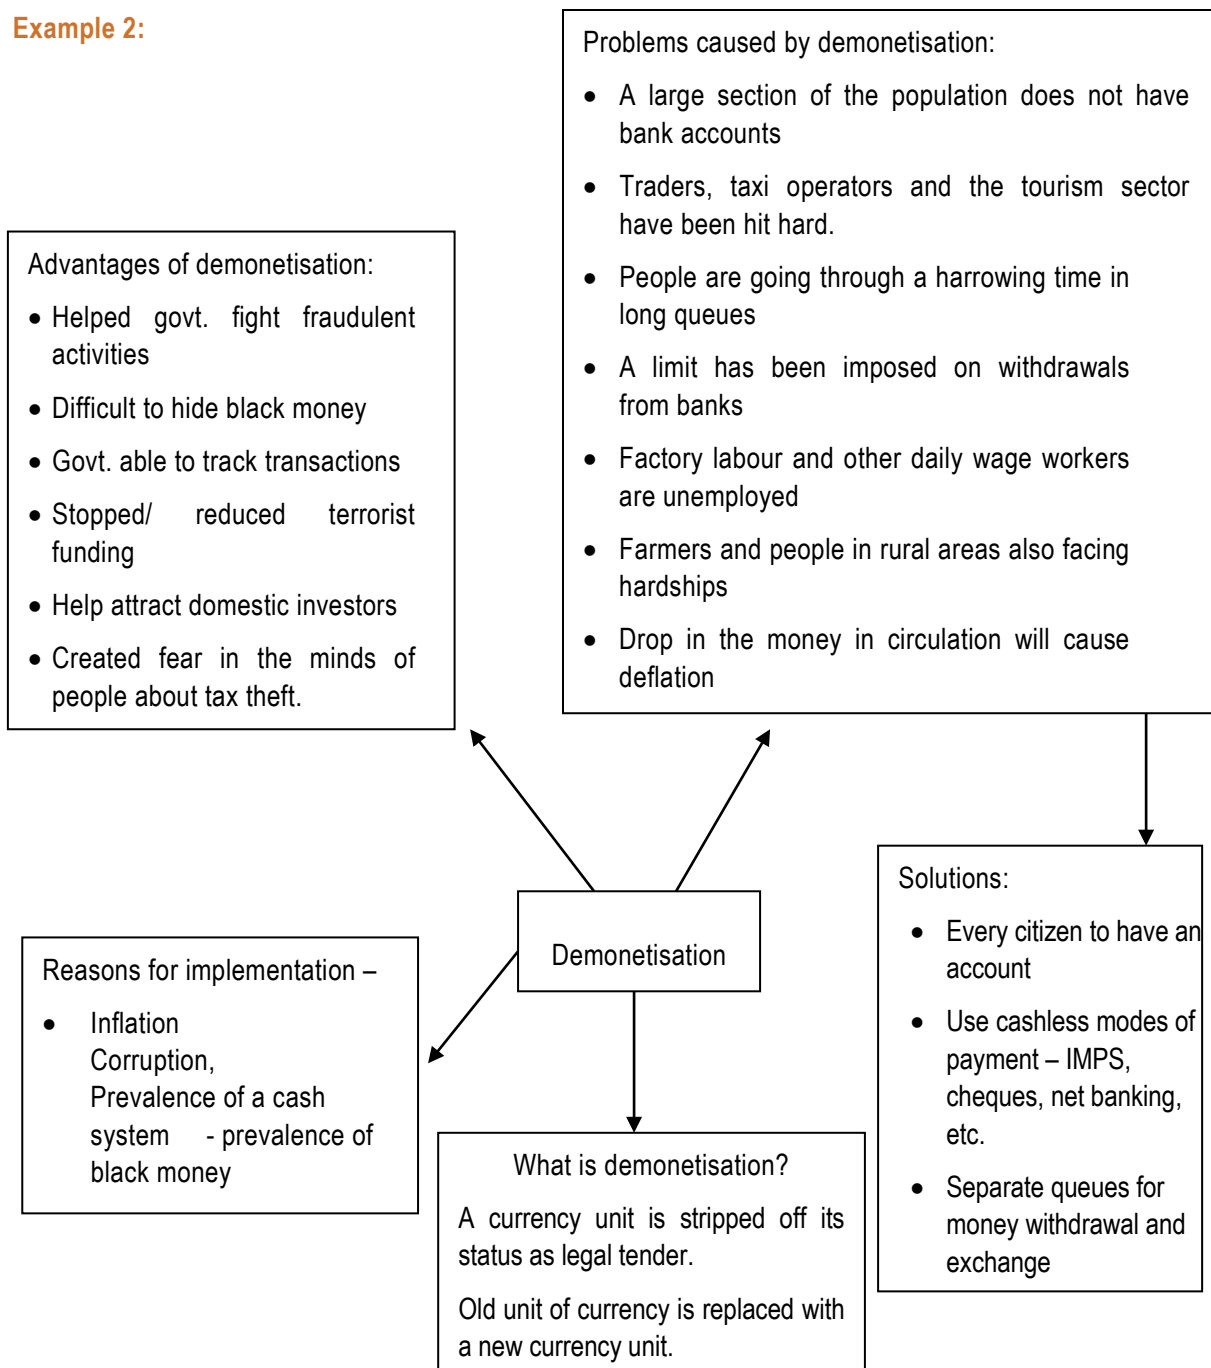 Example 2:
Problems caused by demonetisation:
• A large section of the population does not have
bank accounts
• Traders, taxi operators and the tourism sector
have been hit hard.
• People are going through a harrowing time in
long queues
• A limit has been imposed on withdrawals
from banks
• Factory labour and other daily wage workers
are unemployed
• Farmers and people in rural areas also facing
hardships
• Drop in the money in circulation will cause
deflation
Advantages of demonetisation:
• Helped govt. fight fraudulent
activities
• Difficult to hide black money
• Govt. able to track transactions
• Stopped/ reduced terrorist
funding
• Help attract domestic investors
• Created fear in the minds of
people about tax theft.
Demonetisation
Solutions:
• Every citizen to have an
account
• Use cashless modes of
payment – IMPS,
cheques, net banking,
etc.
• Separate queues for
money withdrawal and
exchange
Reasons for implementation –
• Inflation
Corruption,
Prevalence of a cash
system - prevalence of
black money
What is demonetisation?
A currency unit is stripped off its
status as legal tender.
Old unit of currency is replaced with
a new currency unit.